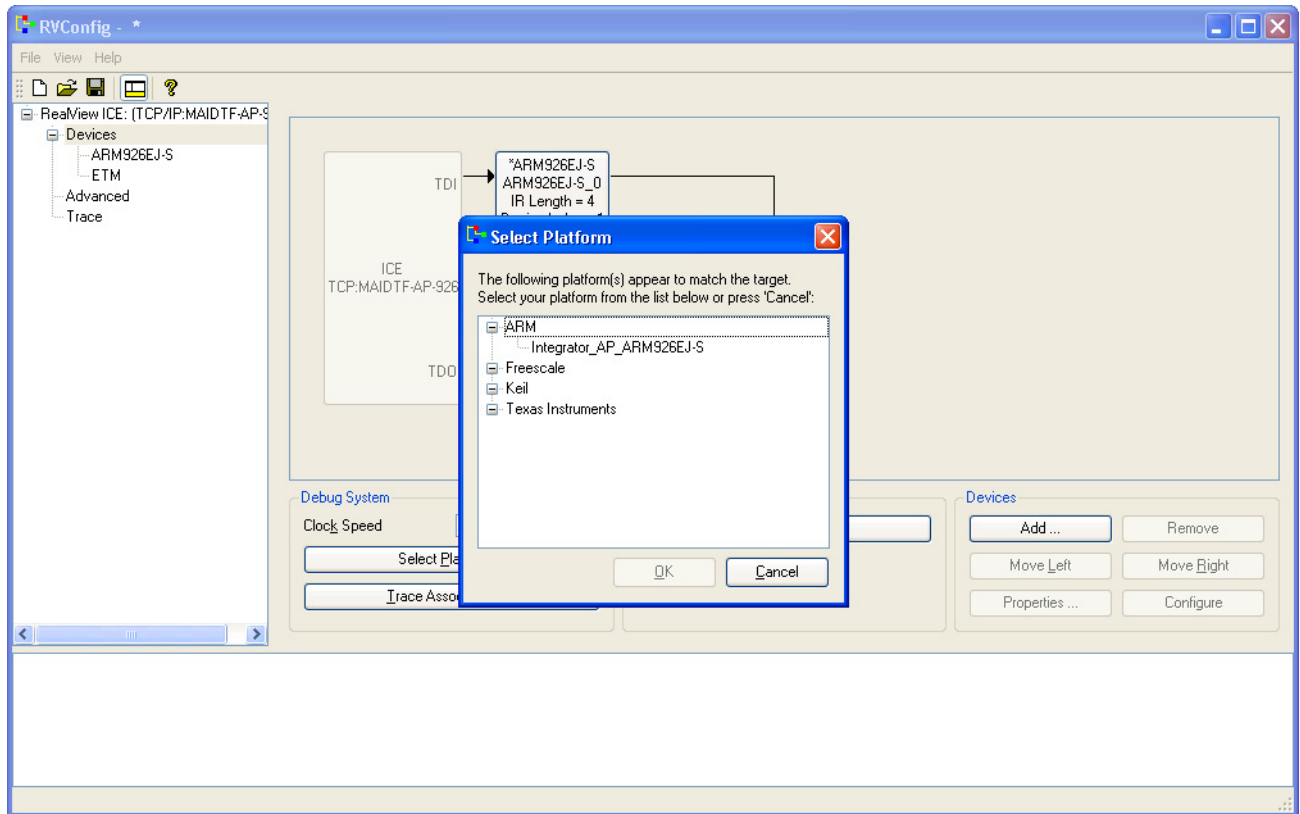 RVConfig - *
File View Help
RealView ICE: (TCP/IP:MAIDTF-AP-9
Devices
ARM926EJ-S
ETM
Advanced
Trace
TDI
*ARM926EJ-S
ARM926EJ-S_0
IR Length = 4
ICE
TCP:MAIDTF-AP-926
TDO
Select Platform
The following platform(s) appear to match the target.
Select your platform from the list below or press 'Cancel':
ARM
Integrator_AP_ARM926EJ-S
Freescale
Keil
Texas Instruments
OK
Cancel
Debug System
Clock Speed
Select Pla
Trace Asso
Devices
Add ...
Remove
Move Left
Move Right
Properties ...
Configure